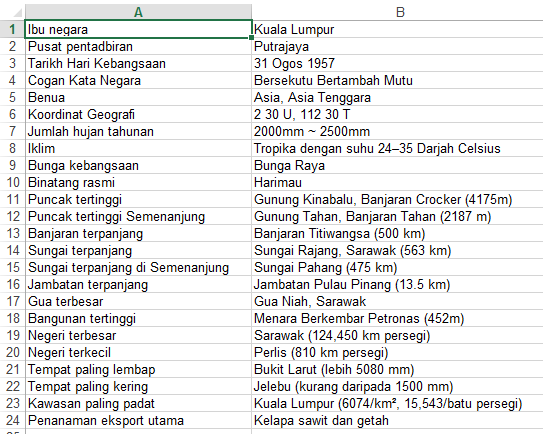 A B
1 Ibu negara Kuala Lumpur
2 Pusat pentadbiran Putrajaya
3 Tarikh Hari Kebangsaan 31 Ogos 1957
4 Cogan Kata Negara Bersekutu Bertambah Mutu
5 Benua Asia, Asia Tenggara
6 Koordinat Geografi 2 30 U, 112 30 T
7 Jumlah hujan tahunan 2000mm ~ 2500mm
8 Iklim Tropika dengan suhu 24–35 Darjah Celsius
9 Bunga kebangsaan Bunga Raya
10 Binatang rasmi Harimau
11 Puncak tertinggi Gunung Kinabalu, Banjaran Crocker (4175m)
12 Puncak tertinggi Semenanjung Gunung Tahan, Banjaran Tahan (2187 m)
13 Banjaran terpanjang Banjaran Titiwangsa (500 km)
14 Sungai terpanjang Sungai Rajang, Sarawak (563 km)
15 Sungai terpanjang di Semenanjung Sungai Pahang (475 km)
16 Jambatan terpanjang Jambatan Pulau Pinang (13.5 km)
17 Gua terbesar Gua Niah, Sarawak
18 Bangunan tertinggi Menara Berkembar Petronas (452m)
19 Negeri terbesar Sarawak (124,450 km persegi)
20 Negeri terkecil Perlis (810 km persegi)
21 Tempat paling lembap Bukit Larut (lebih 5080 mm)
22 Tempat paling kering Jelebu (kurang daripada 1500 mm)
23 Kawasan paling padat Kuala Lumpur (6074/km², 15,543/batu persegi)
24 Penanaman eksport utama Kelapa sawit dan getah